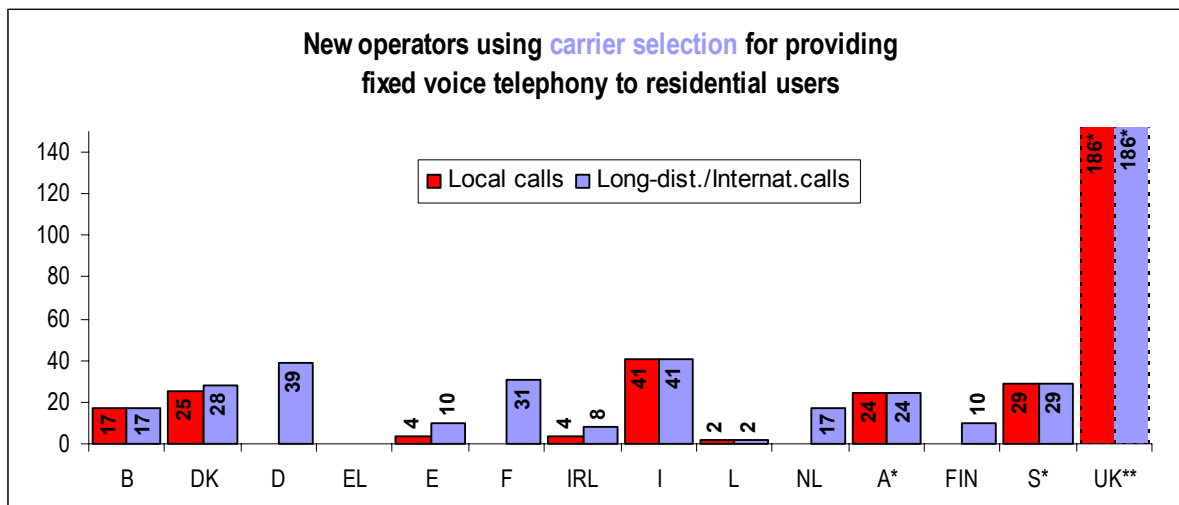 New operators using carrier selection for providing
fixed voice telephony to residential users
Local calls Long-dist./Internat.calls
140
120
100
80
60
40
20
0
17 17 25 28 39 4 10 31 4 8 41 41 2 2 17 24 24 10 29 29 186* 186*
B DK D EL E F IRL I L NL A* FIN S* UK**